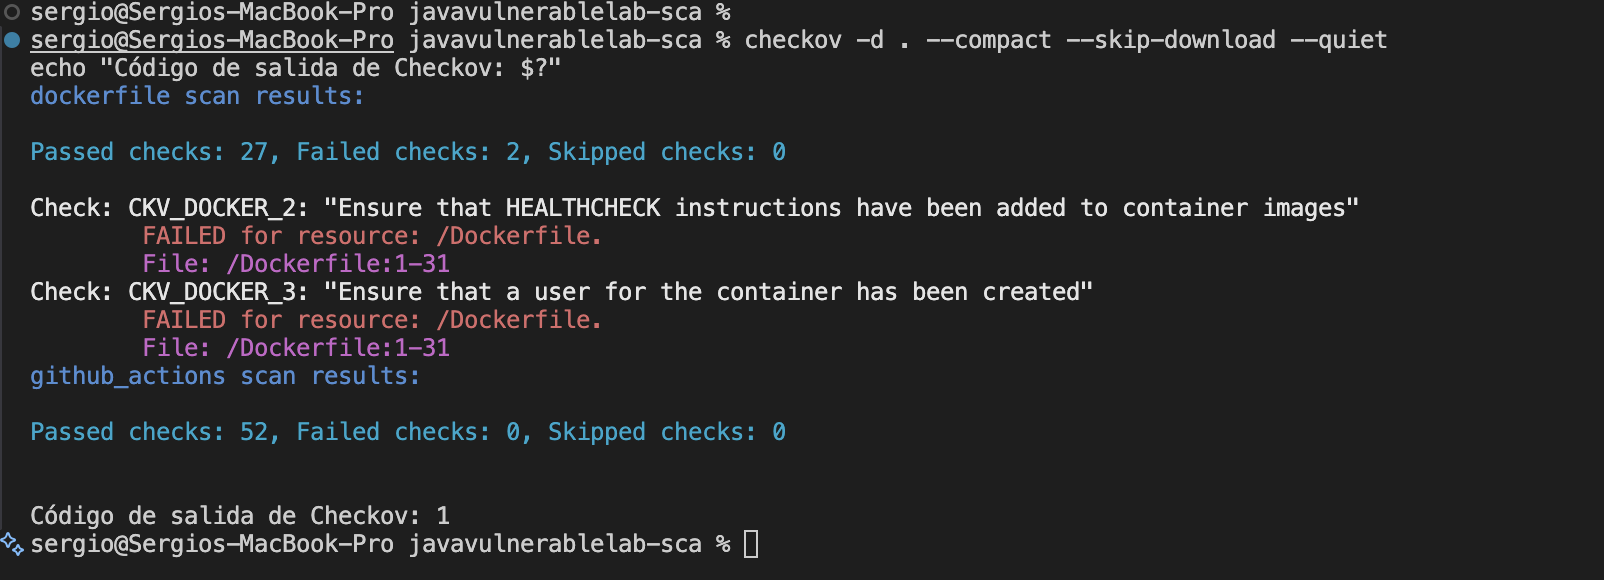 sergio@Sergios-MacBook-Pro javavulnerablelab-sca %
sergio@Sergios-MacBook-Pro javavulnerablelab-sca % checkov -d . --compact --skip-download --quiet
echo "Código de salida de Checov: $?"
dockerfile scan results:
Passed checks: 27, Failed checks: 2, Skipped checks: 0
Check: CKV_DOCKER_2: "Ensure that HEALTHCHECK instructions have been added to container images"
FAILED for resource: /Dockerfile.
File: /Dockerfile:1-31
Check: CKV_DOCKER_3: "Ensure that a user for the container has been created"
FAILED for resource: /Dockerfile.
File: /Dockerfile:1-31
github_actions scan results:
Passed checks: 52, Failed checks: 0, Skipped checks: 0
Código de salida de Checov: 1
sergio@Sergios-MacBook-Pro javavulnerablelab-sca %